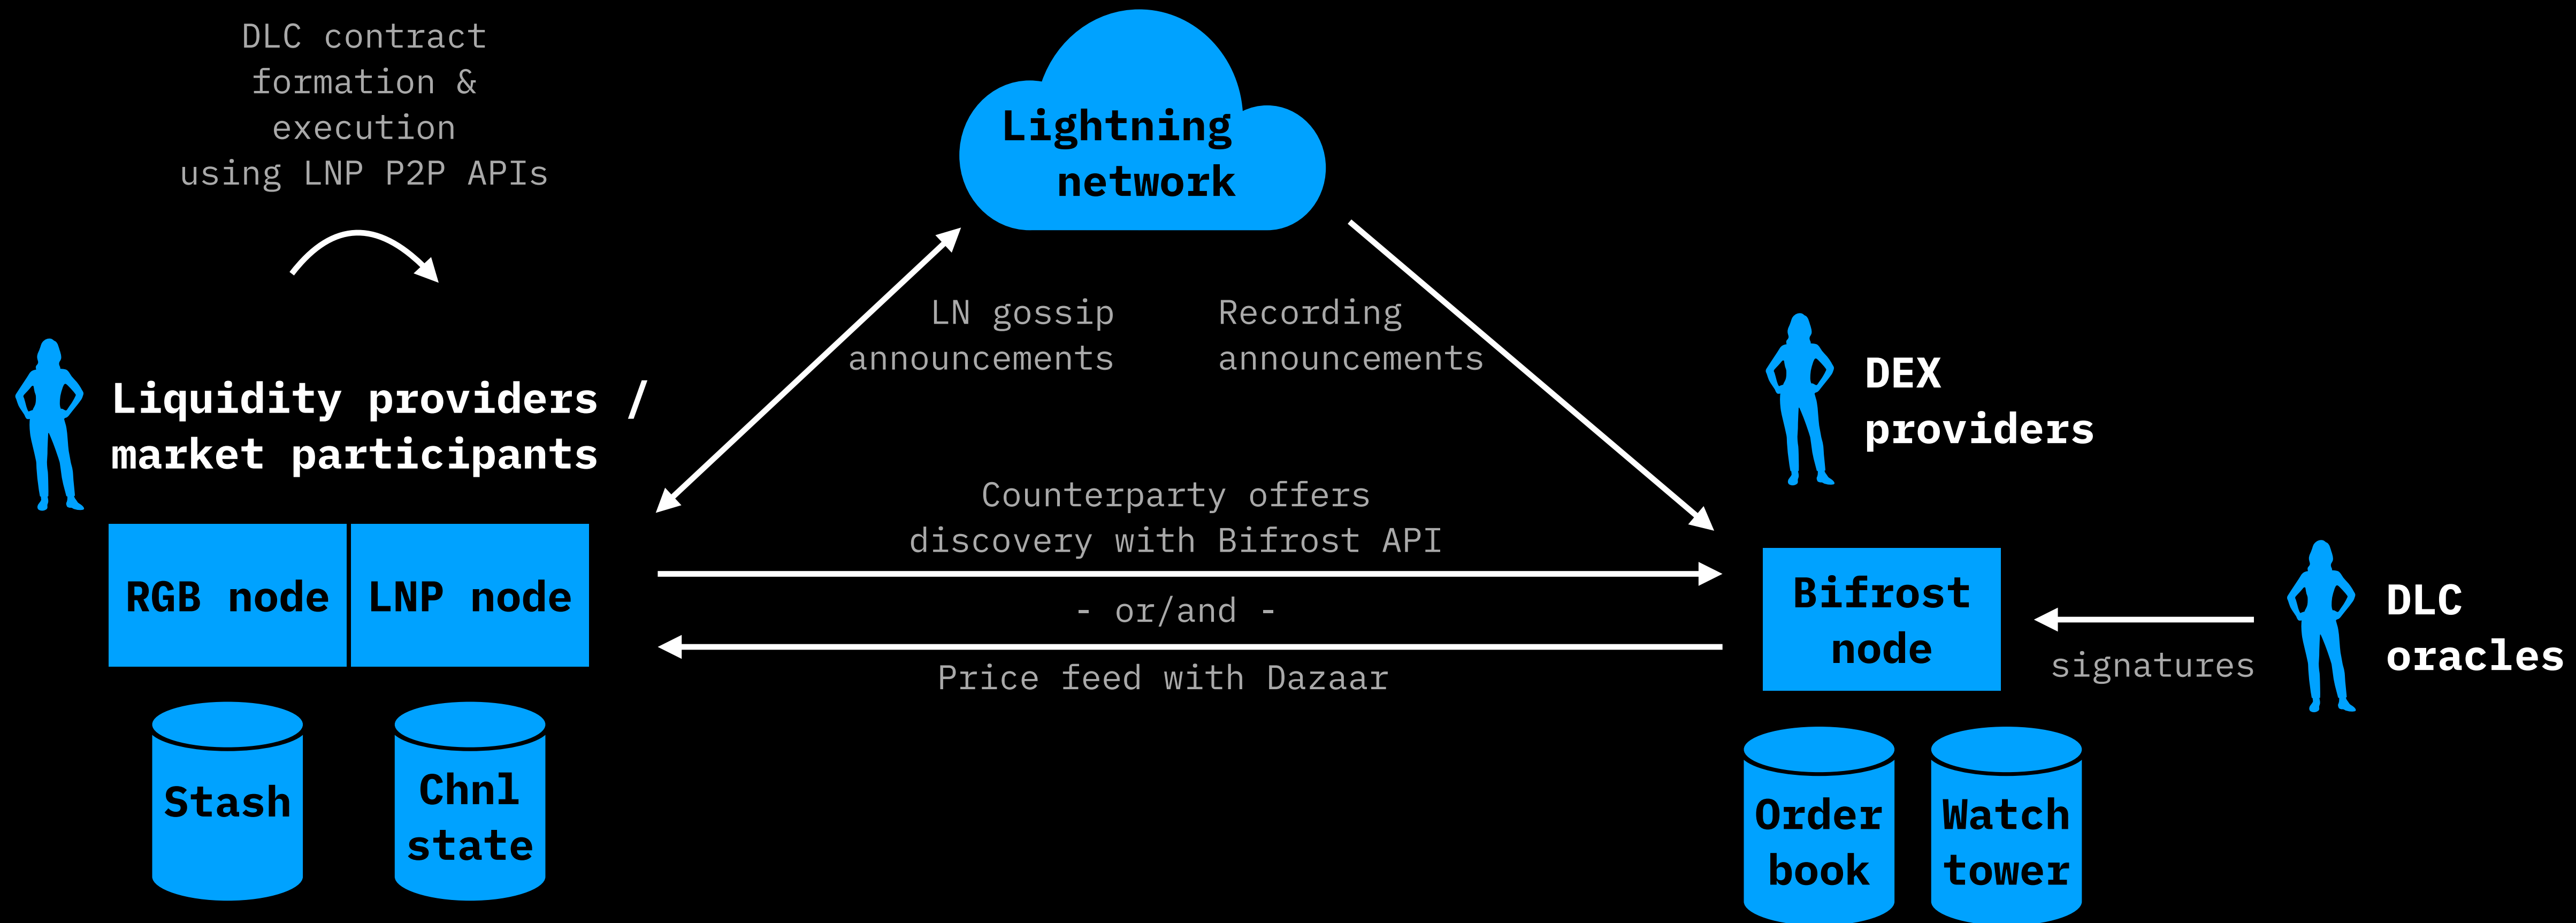 DLC contract
formation &
execution
using LNP P2P APIs
Lightning
network
LN gossip
announcements
Recording
announcements
Liquidity providers /
market participants
DEX
providers
Counterparty offers
discovery with Bifrost API
- or/and -
Price feed with Dazaar
RGB node
LNP node
Bifrost
node
signatures
DLC
oracles
Stash
Chnl
state
Order
book
Watch
tower